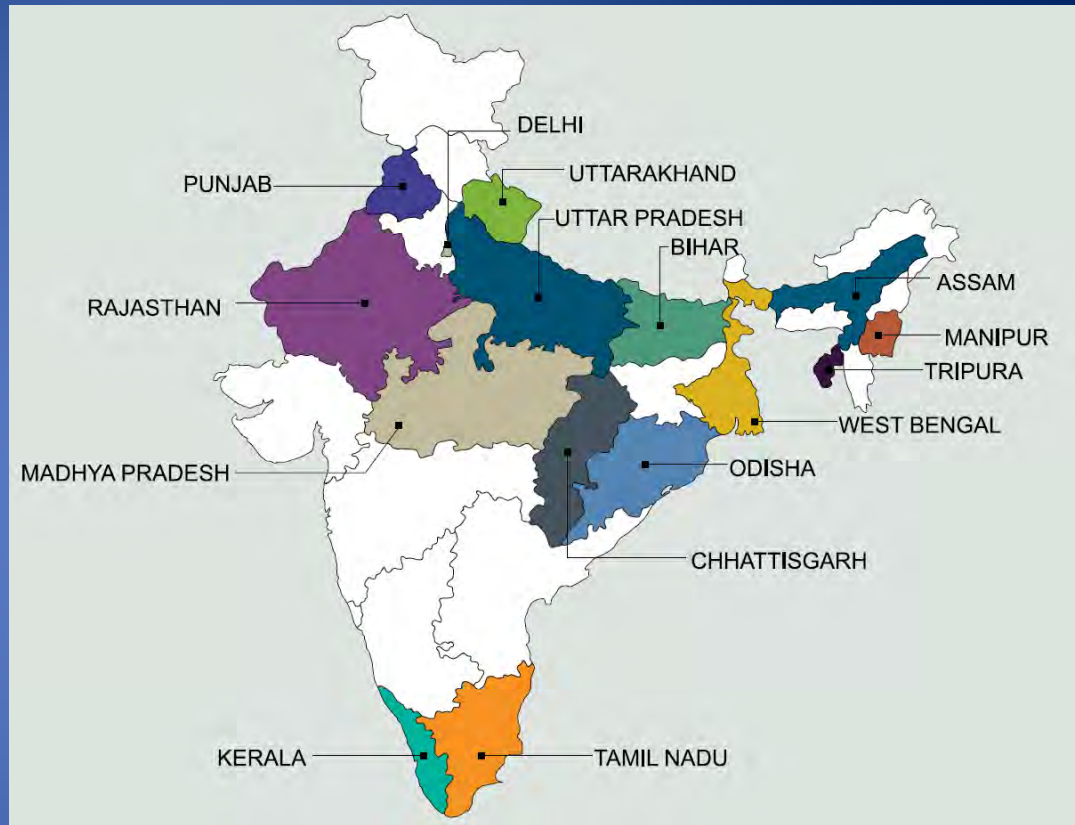 DELHI
UTTARAKHAND
PUNJAB
UTTAR PRADESH
BIHAR
ASSAM
RAJASTHAN
MANIPUR
TRIPURA
WEST BENGAL
ODISHA
MADHYA PRADESH
CHHATTISGARH
KERALA
TAMIL NADU